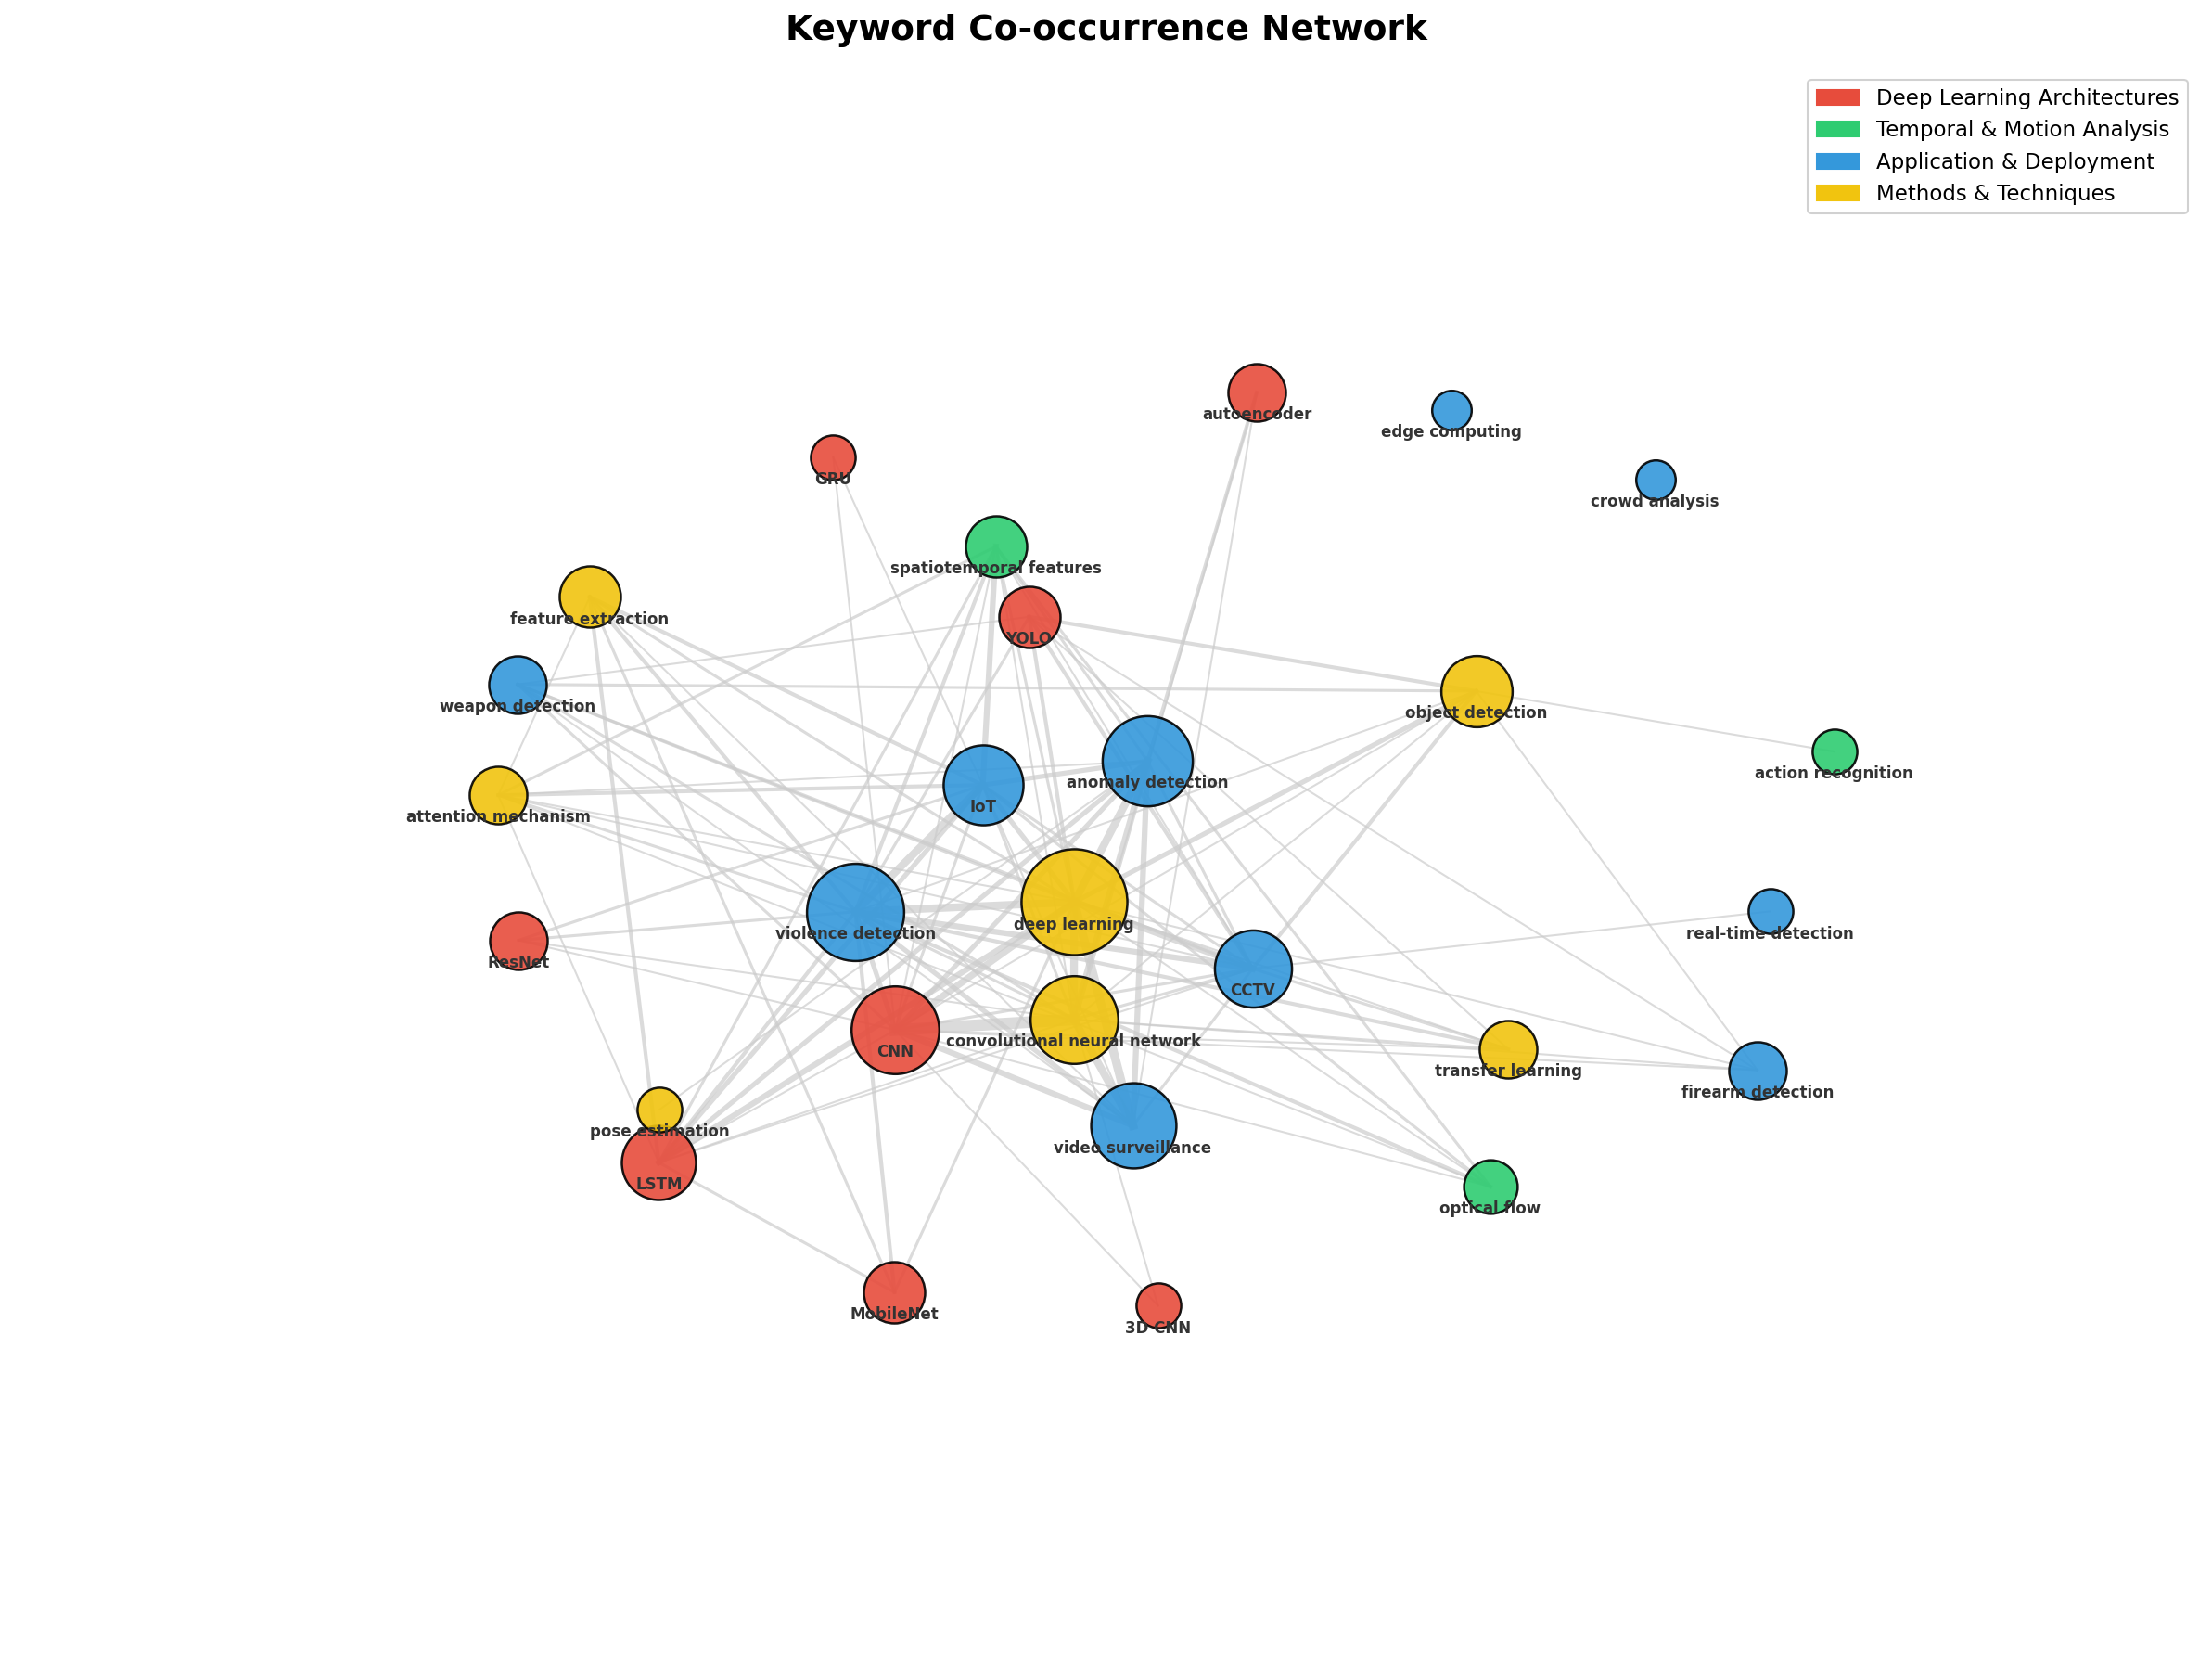 Keyword Co-occurrence Network
Deep Learning Architectures
Temporal & Motion Analysis
Application & Deployment
Methods & Techniques
autoencoder
edge computing
GRU
crowd analysis
spatiotemporal features
feature extraction
YOLO
weapon detection
object detection
action recognition
anomaly detection
IoT
attention mechanism
deep learning
violence detection
real-time detection
ResNet
CCTV
convolutional neural network
CNN
transfer learning
firearm detection
pose estimation
video surveillance
LSTM
optical flow
MobileNet
3D CNN